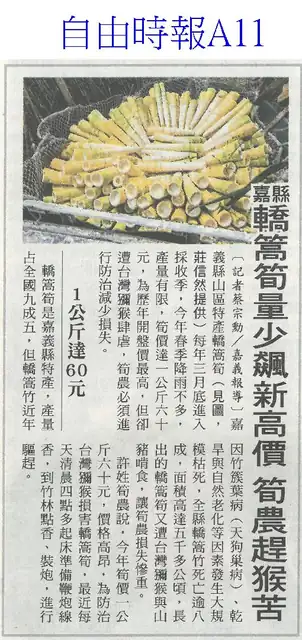 自由時報A11
嘉縣
轎篙筍量少飆新高價 筍農趕猴苦
〔記者蔡宗勳／嘉義報導〕嘉
義縣山區特產轎篙筍（見圖，
莊信然提供）每年三月底進入
採收季，今年春季降雨不多，
產量有限，筍價達一公斤六十
元，為歷年開盤價最高，但卻
遭台灣獼猴肆虐，筍農必須進
行防治減少損失。
1公斤達60元
轎篙筍是嘉義縣特產，產量
占全國九成五，但轎篙竹近年
因竹簇葉病（天狗巢病）、乾
旱與自然老化等因素發生大規
模枯死，全縣轎篙竹死亡逾八
成，面積高達五千多公頃，長
出的轎篙筍又遭台灣獼猴與山
豬啃食，讓筍農損失慘重。
許姓筍農說，今年筍價一公
斤六十元，價格高昂，為防治
台灣獼猴損害轎篙筍，最近每
天清晨四點多起床準備鞭炮線
香，到竹林點香、裝炮，進行
驅趕。